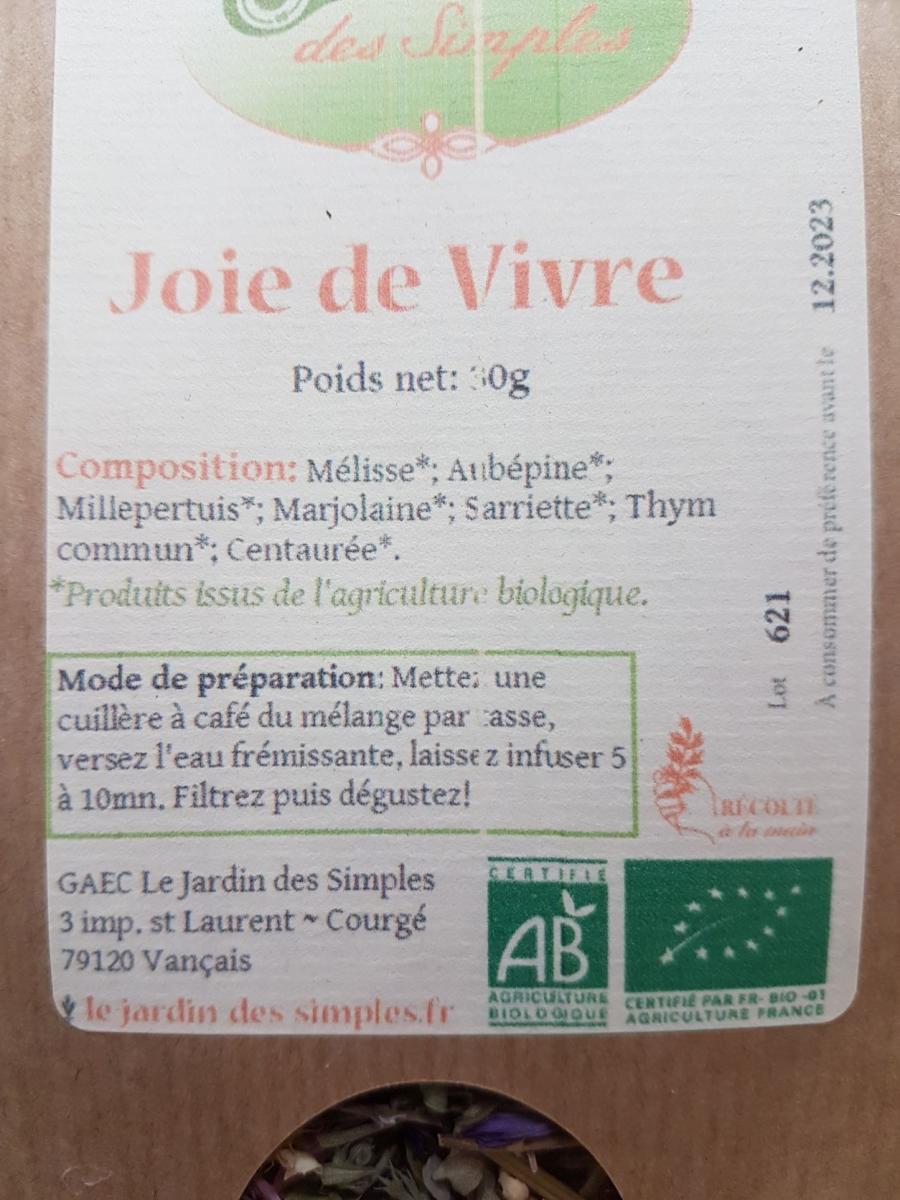 des Simples
Joie de Vivre
Poids net: 0g
Composition: Mélisse*; Aubépine*;
Millepertuis*; Marjolaine*; Sarriette*; Thym
commun*; Centaurée*.
*Produits issus de l'agriculture biologique.
Mode de préparation: Mettez une
cuillère à café du mélange par tasse,
versez l'eau frémissante, laissez infuser 5
à 10mn. Filtrez puis dégustez!
GAEC Le Jardin des Simples
3 imp. st Laurent ~ Courgé
79120 Vançais
le jardin des simples.fr
Lot 621
A consommer de préférence avant le 12.2023
RÉCOLTÉ
à la main
CERTIFIÉ
AB
AGRICULTURE
BIOLOGIQUE
CERTIFIÉ PAR FR-BIO-01
AGRICULTURE FRANCE